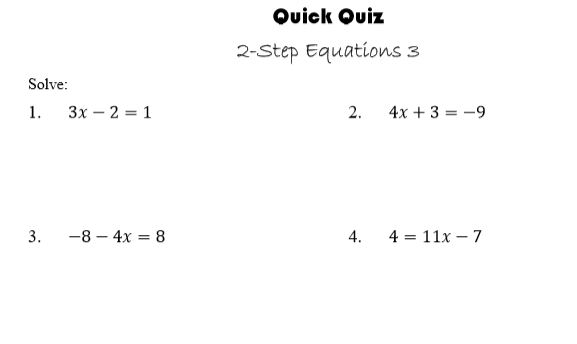 Quick Quiz
2-Step Equations 3
Solve:
1. 3x − 2 = 1
2. 4x + 3 = −9
3. −8 − 4x = 8
4. 4 = 11x − 7